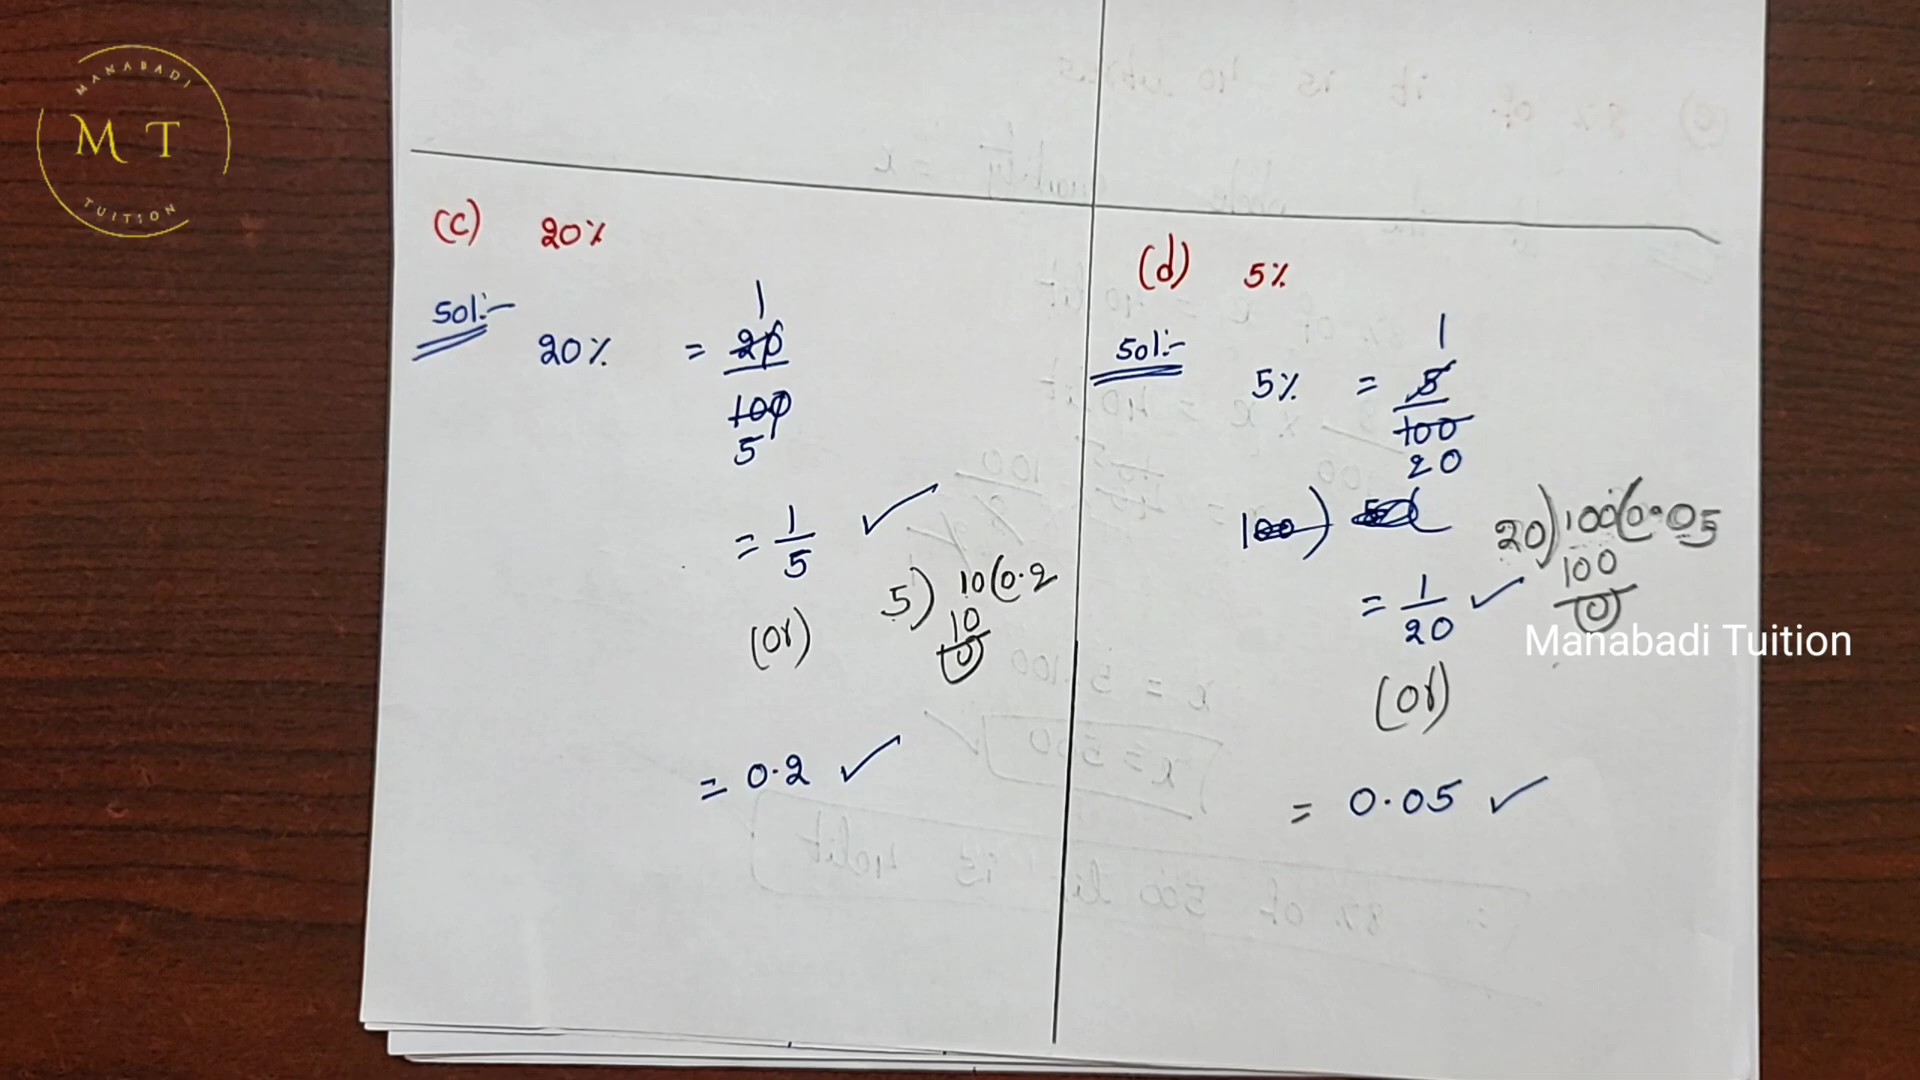 MANABADI
M T
TUITION
(c) 20%
Sol:-
20% = 20/100
1
5
= 1/5 ✓
5) 10 (0.2
10
0
(or)
= 0.2 ✓
(d) 5%
Sol:-
5% = 5/100
1
20
100)
20) 100 (0.05
100
0
= 1/20 ✓
(or)
= 0.05 ✓
Manabadi Tuition